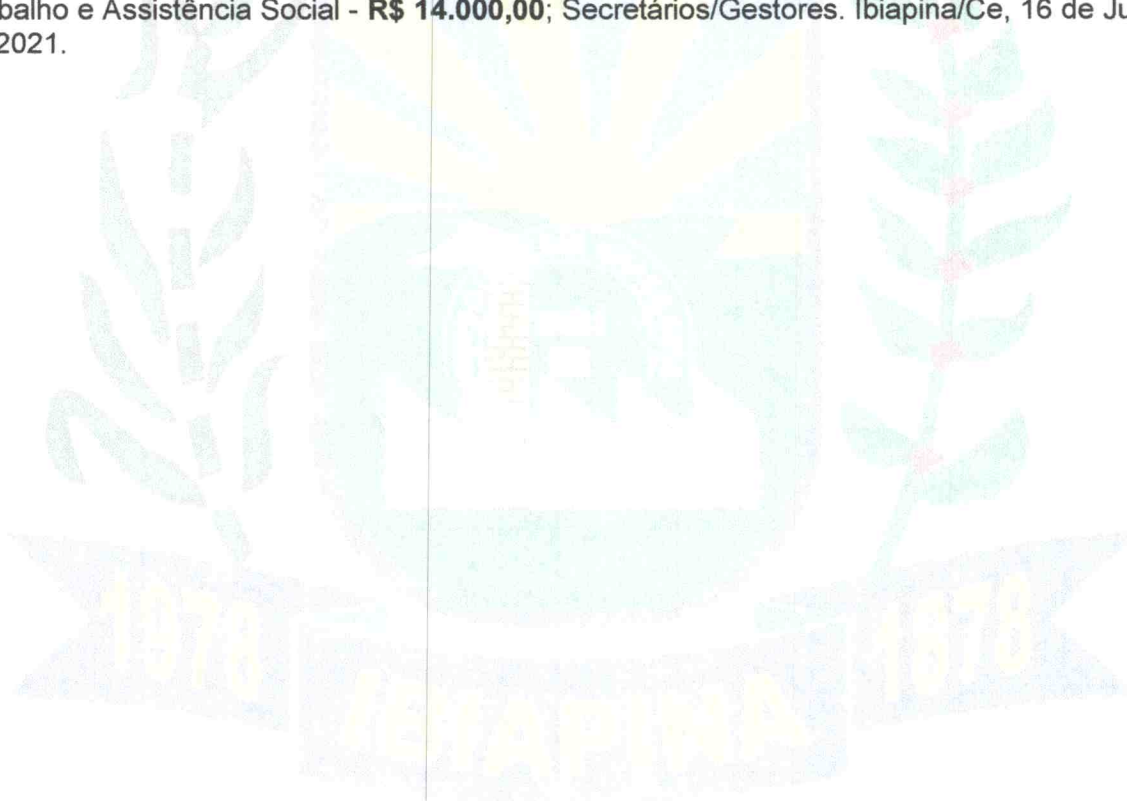 balho e Assistência Social - R$ 14.000,00; Secretários/Gestores. Ibiapina/Ce, 16 de Ju
2021.
1978
1878
IBIAPINA